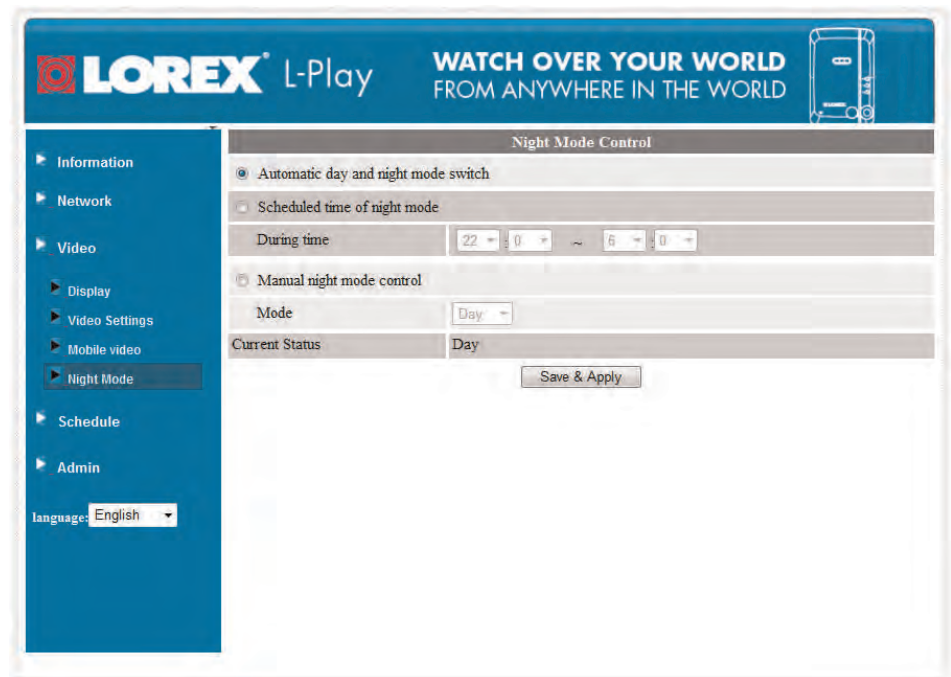 LOREX® L-Play
WATCH OVER YOUR WORLD
FROM ANYWHERE IN THE WORLD
Information
Network
Video
Display
Video Settings
Mobile video
Night Mode
Schedule
Admin
language: English
Night Mode Control
Automatic day and night mode switch
Scheduled time of night mode
During time 22 : 0 ~ 6 : 0
Manual night mode control
Mode Day
Current Status Day
Save & Apply